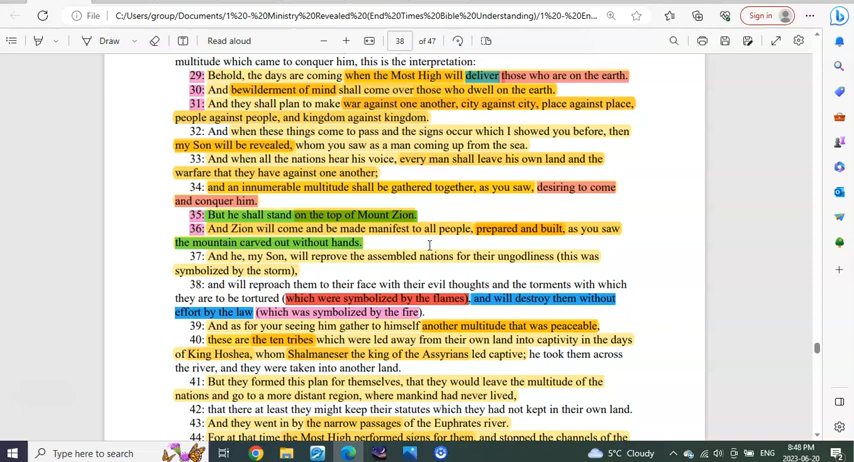 Sign in
File
C:/Users/group/Documents/1%20-%20Ministry%20Revealed(End%20Times%20Bible%20Understanding)/1%20-%20En...
Draw
Read aloud
38
of 47
multitude which came to conquer him, this is the interpretation:
29: Behold, the days are coming when the Most High will deliver those who are on the earth.
30: And bewilderment of mind shall come over those who dwell on the earth.
31: And they shall plan to make war against one another, city against city, place against place,
people against people, and kingdom against kingdom.
32: And when these things come to pass and the signs occur which I showed you before, then
my Son will be revealed, whom you saw as a man coming up from the sea.
33: And when all the nations hear his voice, every man shall leave his own land and the
warfare that they have against one another;
34: and an innumerable multitude shall be gathered together, as you saw, desiring to come
and conquer him.
35: But he shall stand on the top of Mount Zion.
36: And Zion will come and be made manifest to all people, prepared and built, as you saw
the mountain carved out without hands.
37: And he, my Son, will reprove the assembled nations for their ungodliness (this was
symbolized by the storm),
38: and will reproach them to their face with their evil thoughts and the torments with which
they are to be tortured (which were symbolized by the flames), and will destroy them without
effort by the law (which was symbolized by the fire).
39: And as for your seeing him gather to himself another multitude that was peaceable,
40: these are the ten tribes which were led away from their own land into captivity in the days
of King Hoshea, whom Shalmaneser the king of the Assyrians led captive; he took them across
the river, and they were taken into another land.
41: But they formed this plan for themselves, that they would leave the multitude of the
nations and go to a more distant region, where mankind had never lived,
42: that there at least they might keep their statutes which they had not kept in their own land.
43: And they went in by the narrow passages of the Euphrates river.
44: For at that time the Most High performed signs for them, and stopped the channels of the
Type here to search
5°C Cloudy
ENG
8:48 PM
2023-06-20